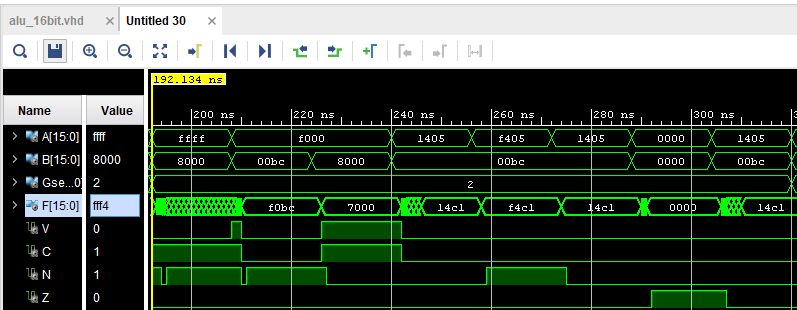 alu_16bit.vhd × Untitled 30 ×
192.134 ns
Name Value
200 ns 220 ns 240 ns 260 ns 280 ns 300 ns
A[15:0] ffff ffff f000 1405 f405 1405 0000 1405
B[15:0] 8000 8000 00bc 8000 00bc 0000 00bc
Gse...0] 2 2
F[15:0] fff4 f0bc 7000 14c1 f4c1 14c1 0000 14c1
V 0
C 1
N 1
Z 0